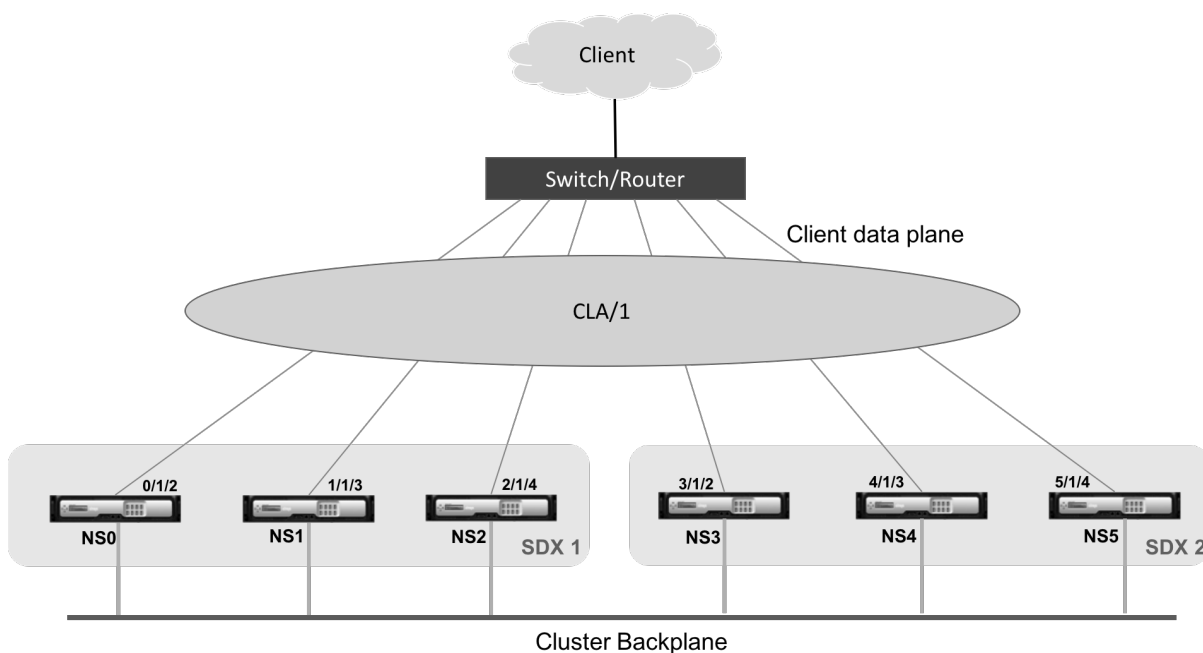 Client
Switch/Router
Client data plane
CLA/1
0/1/2
1/1/3
2/1/4
3/1/2
4/1/3
5/1/4
NS0
NS1
NS2
NS3
NS4
NS5
SDX 1
SDX 2
Cluster Backplane